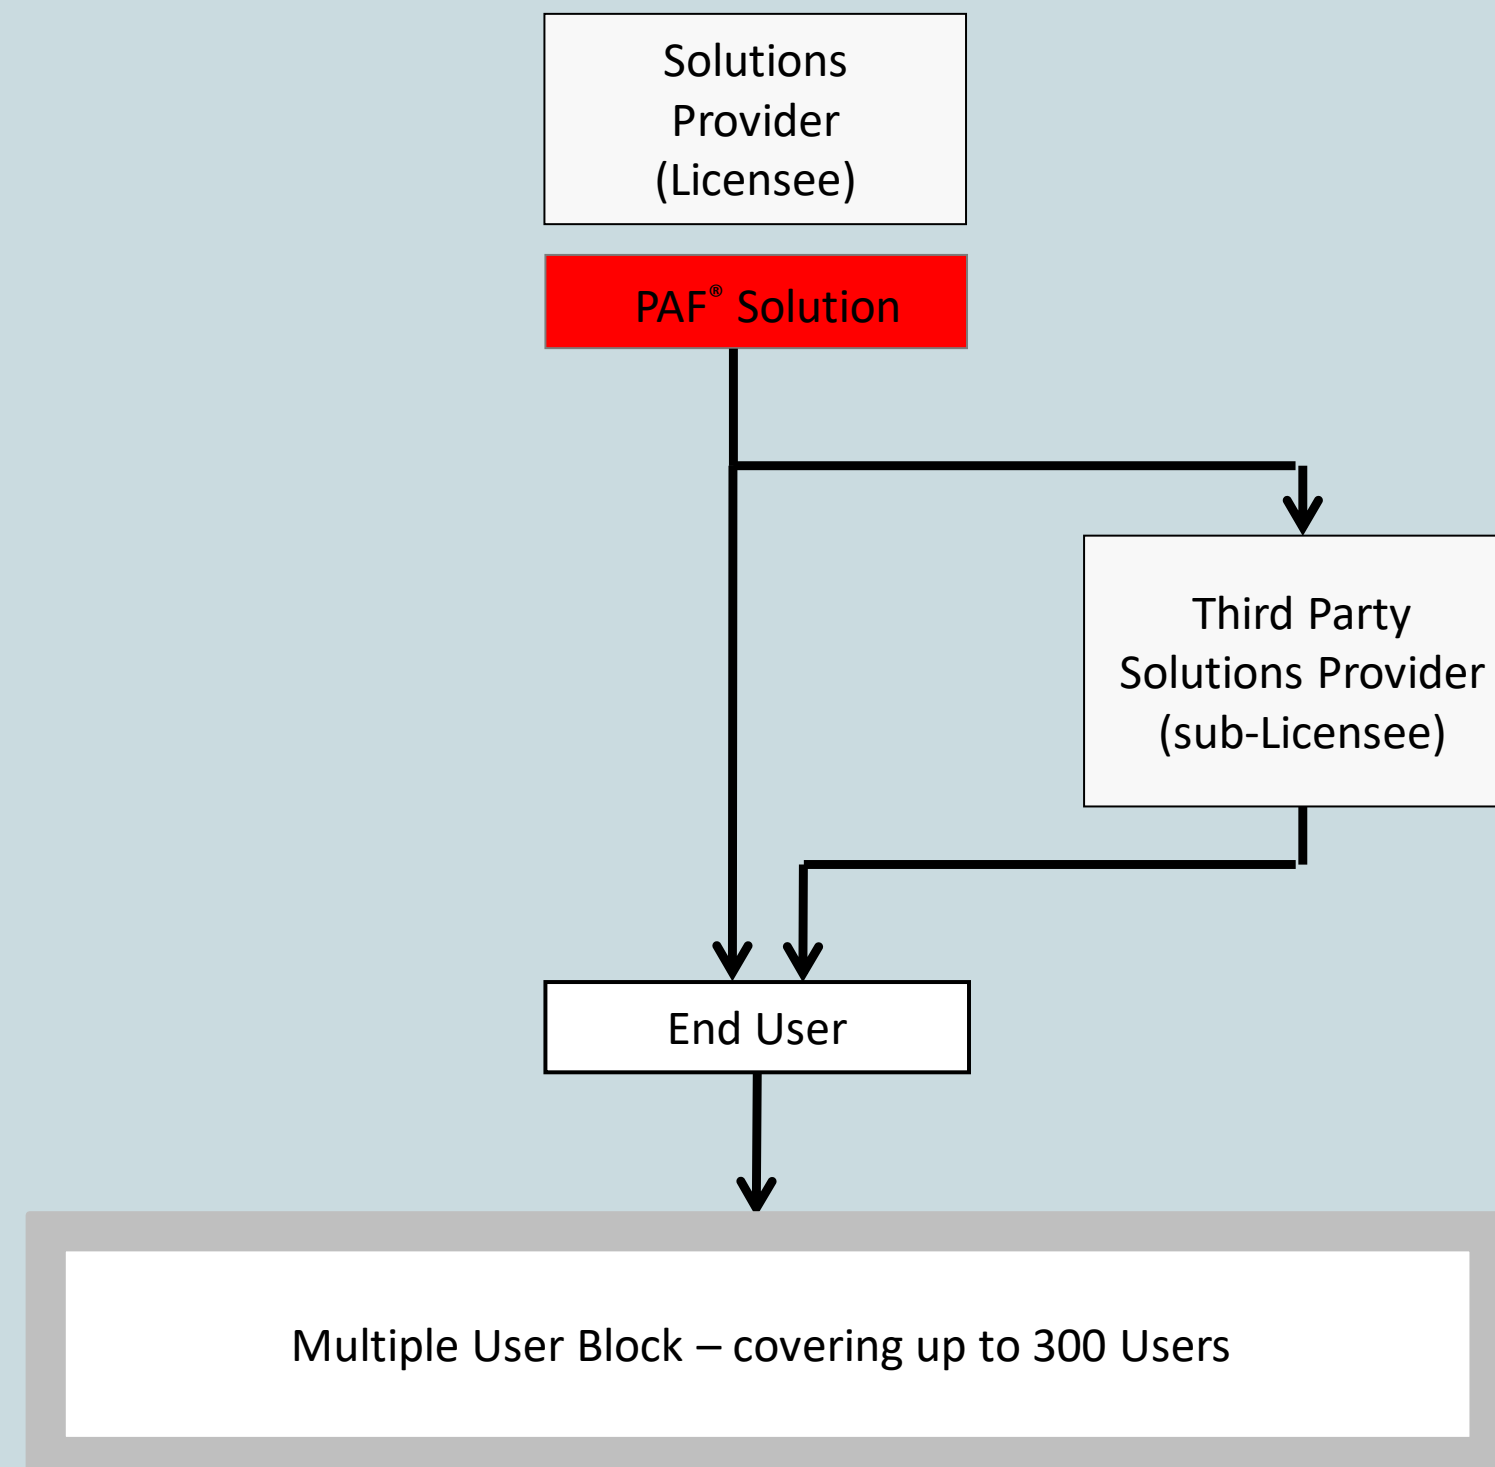 Solutions
Provider
(Licensee)
PAF® Solution
Third Party
Solutions Provider
(sub-Licensee)
End User
Multiple User Block – covering up to 300 Users